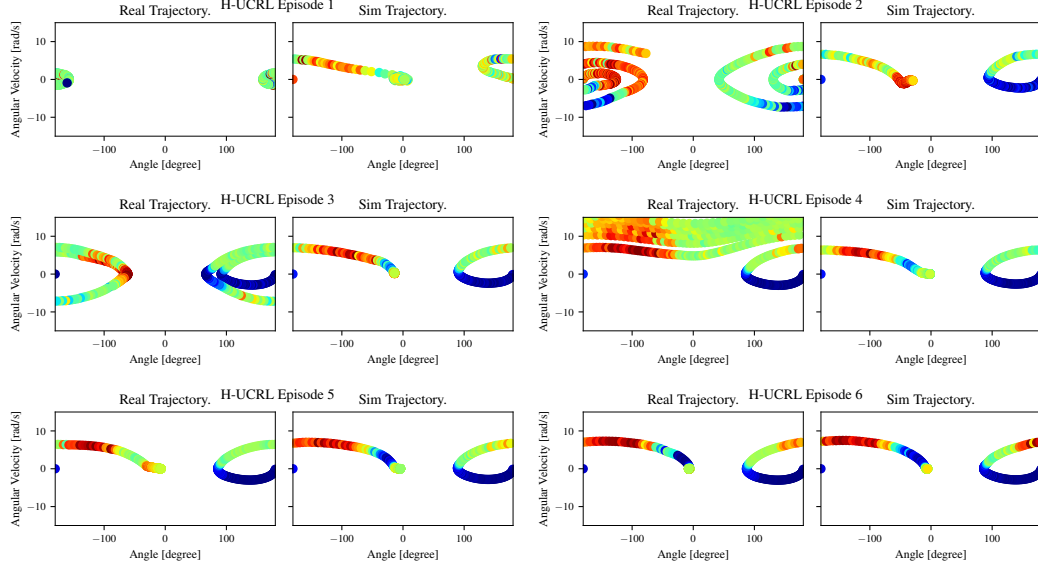 H-UCRL Episode 1
Real Trajectory.
Sim Trajectory.
Angular Velocity [rad/s]
10
0
−10
−100
100
Angle [degree]
−100
0
100
Angle [degree]
H-UCRL Episode 2
Real Trajectory.
Sim Trajectory.
Angular Velocity [rad/s]
10
0
−10
−100
100
Angle [degree]
−100
0
100
Angle [degree]
H-UCRL Episode 3
Real Trajectory.
Sim Trajectory.
Angular Velocity [rad/s]
10
0
−10
−100
100
Angle [degree]
−100
0
100
Angle [degree]
H-UCRL Episode 4
Real Trajectory.
Sim Trajectory.
Angular Velocity [rad/s]
10
0
−10
−100
100
Angle [degree]
−100
0
100
Angle [degree]
H-UCRL Episode 5
Real Trajectory.
Sim Trajectory.
Angular Velocity [rad/s]
10
0
−10
−100
100
Angle [degree]
−100
0
100
Angle [degree]
H-UCRL Episode 6
Real Trajectory.
Sim Trajectory.
Angular Velocity [rad/s]
10
0
−10
−100
100
Angle [degree]
−100
0
100
Angle [degree]